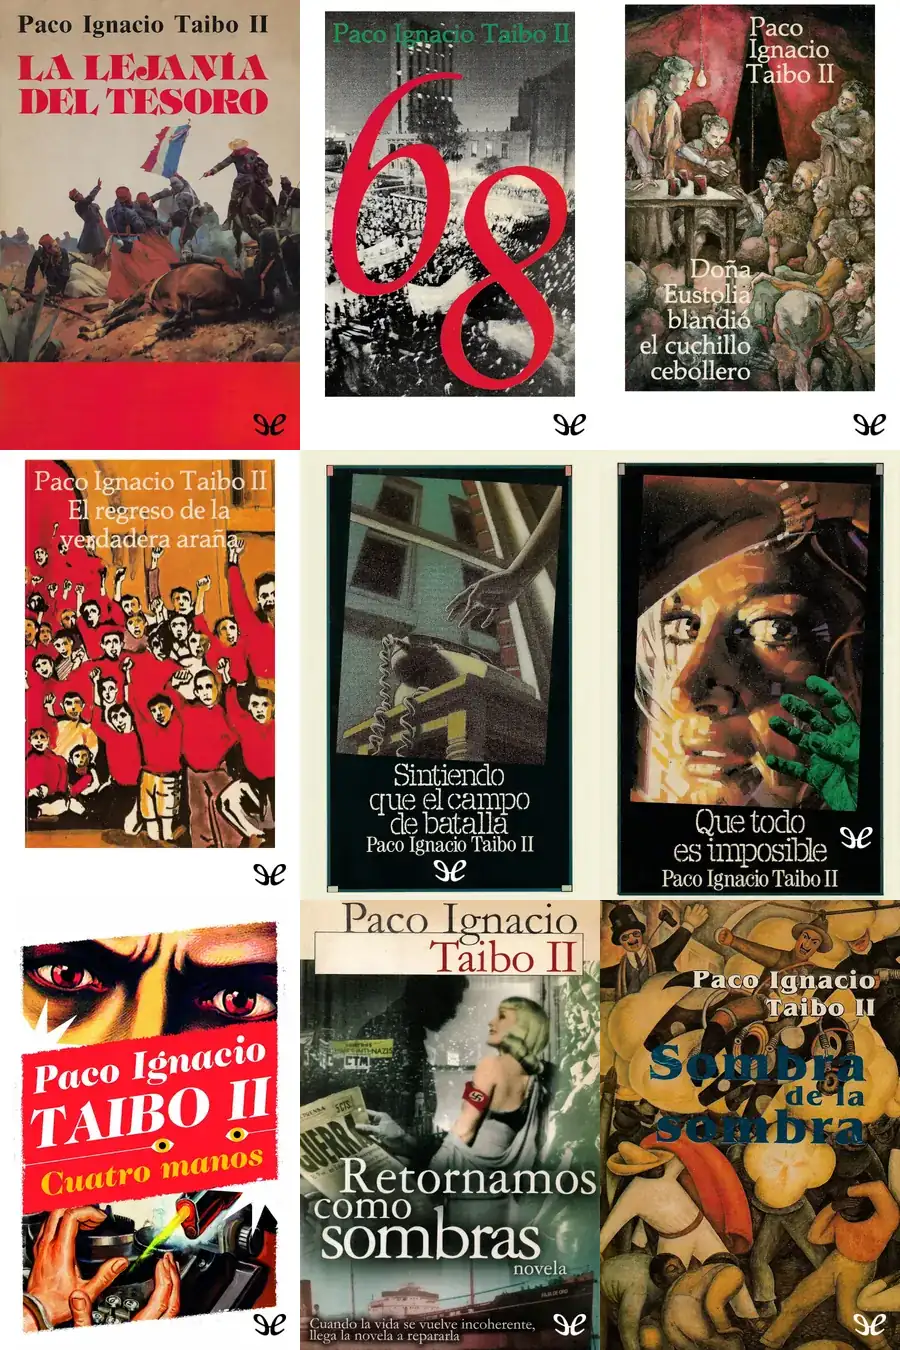 Paco Ignacio Taibo II
LA LEJANÍA
DEL TESORO
Paco Ignacio Taibo II
68
Paco
Ignacio
Taibo II
Doña
Eustolia
blandió
el cuchillo
cebollero
Paco Ignacio Taibo II
El regreso de la
verdadera araña
Sintiendo
que el campo
de batalla
Paco Ignacio Taibo II
Que todo
es imposible
Paco Ignacio Taibo II
Paco Ignacio
TAIBO II
Cuatro manos
Paco Ignacio
Taibo II
CTM
GUERRA
Retornamos
como
sombras
novela
Cuando la vida se vuelve incoherente,
llega la novela a repararla
Paco Ignacio
Taibo II
Sombra
de la
sombra